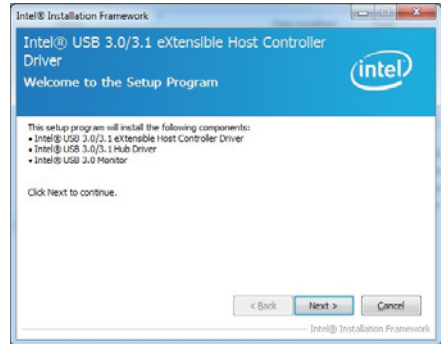 Intel® Installation Framework
Intel® USB 3.0/3.1 eXtensible Host Controller
Driver
Welcome to the Setup Program
intel
This setup program will install the following components:
• Intel® USB 3.0/3.1 eXtensible Host Controller Driver
• Intel® USB 3.0/3.1 Hub Driver
• Intel® USB 3.0 Monitor
Click Next to continue.
< Back
Next >
Cancel
Intel® Installation Framework